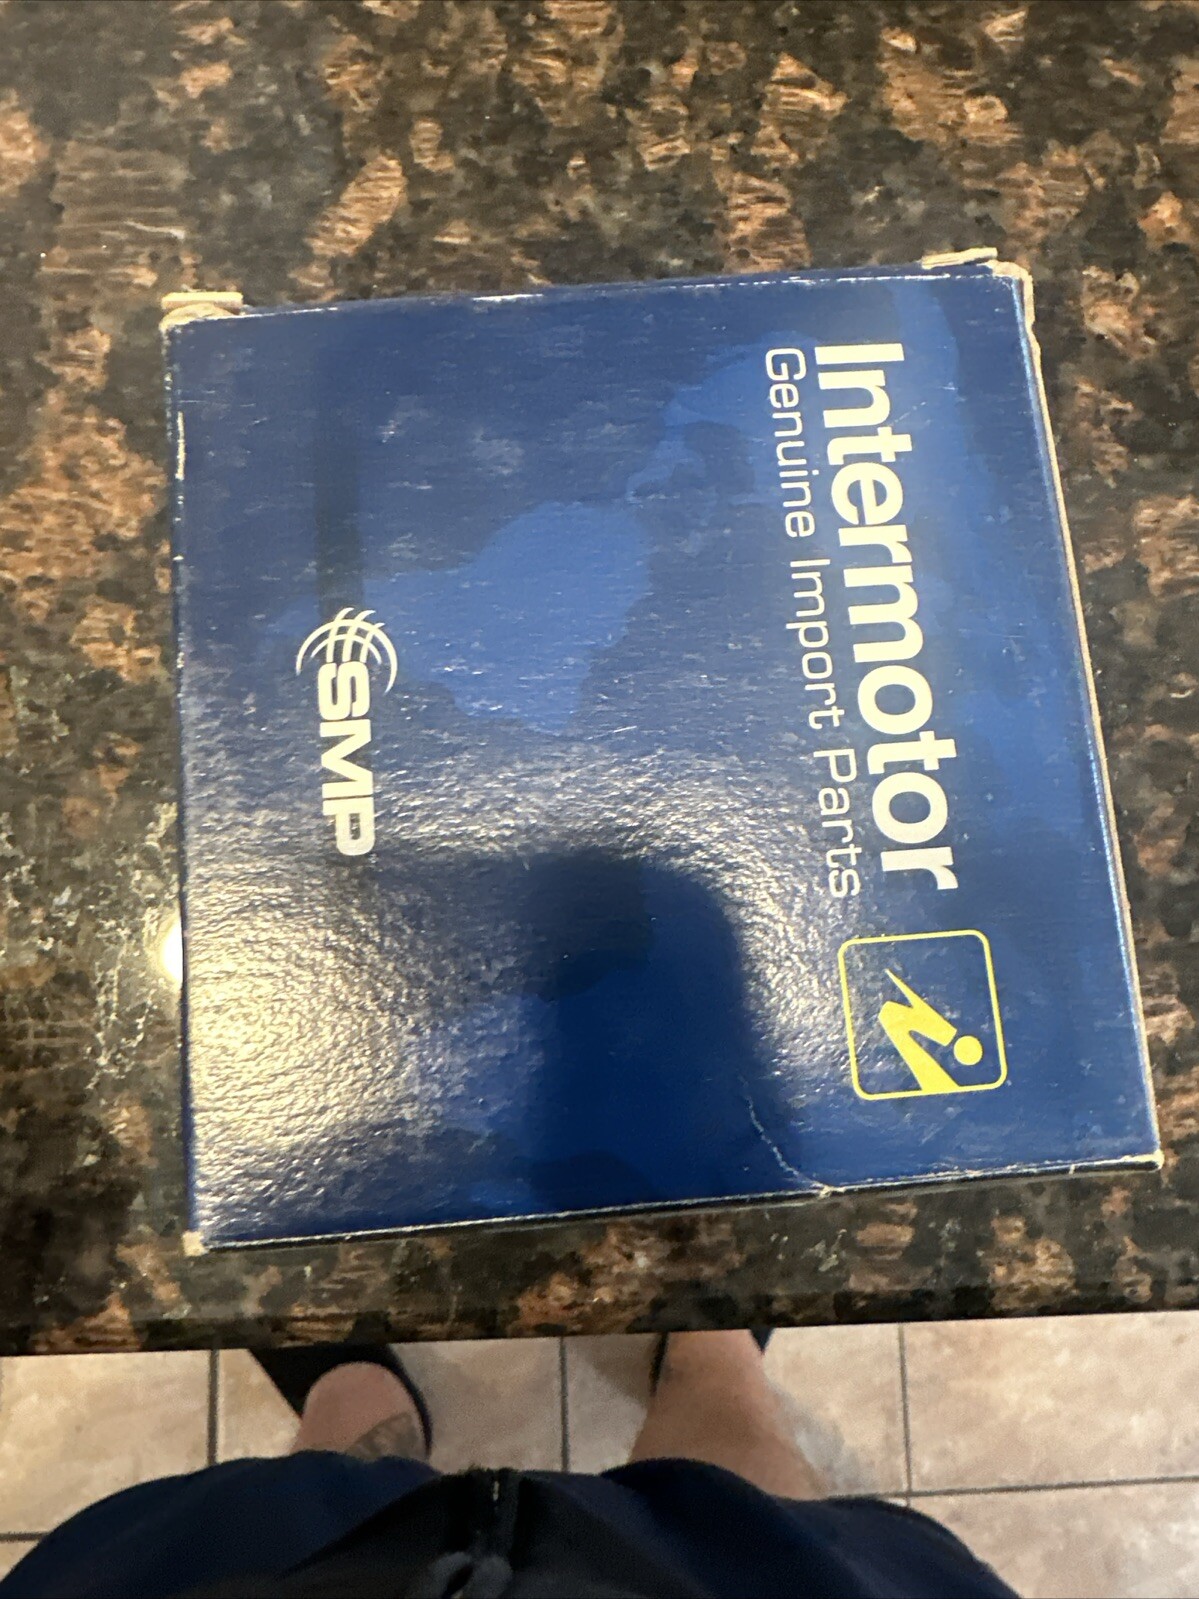 Intermotor
Genuine Import Parts
SMP